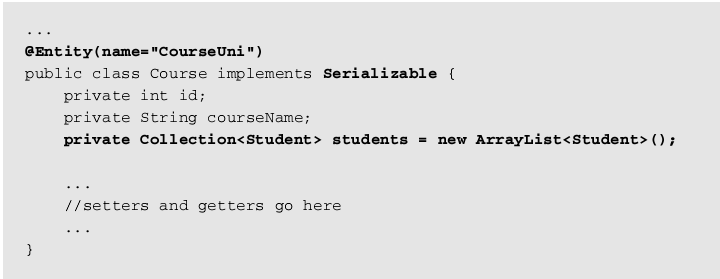 ...
@Entity(name="CourseUni")
public class Course implements Serializable {
private int id;
private String courseName;
private Collection<Student> students = new ArrayList<Student>();
...
//setters and getters go here
...
}